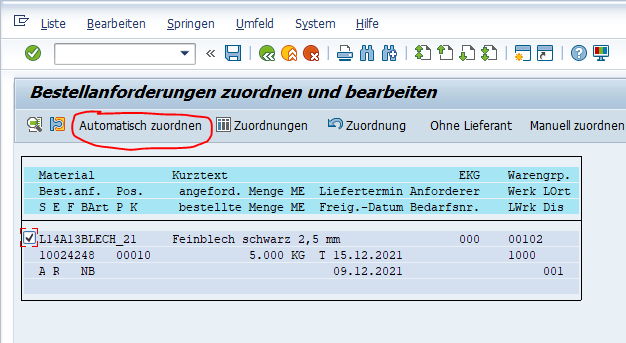 Liste Bearbeiten Springen Umfeld System Hilfe
Bestellanforderungen zuordnen und bearbeiten
Automatisch zuordnen Zuordnungen Zuordnung Ohne Lieferant Manuell zuordnen
Material Kurztext EKG Warengrp.
Best.anf. Pos. angeford. Menge ME Liefertermin Anforderer Werk LOrt
S E F BArt P K bestellte Menge ME Freig.-Datum Bedarfsnr. LWrk Dis
L14A13BLECH_21 Feinblech schwarz 2,5 mm 000 00102
10024248 00010 5.000 KG T 15.12.2021 1000
A R NB 09.12.2021 001